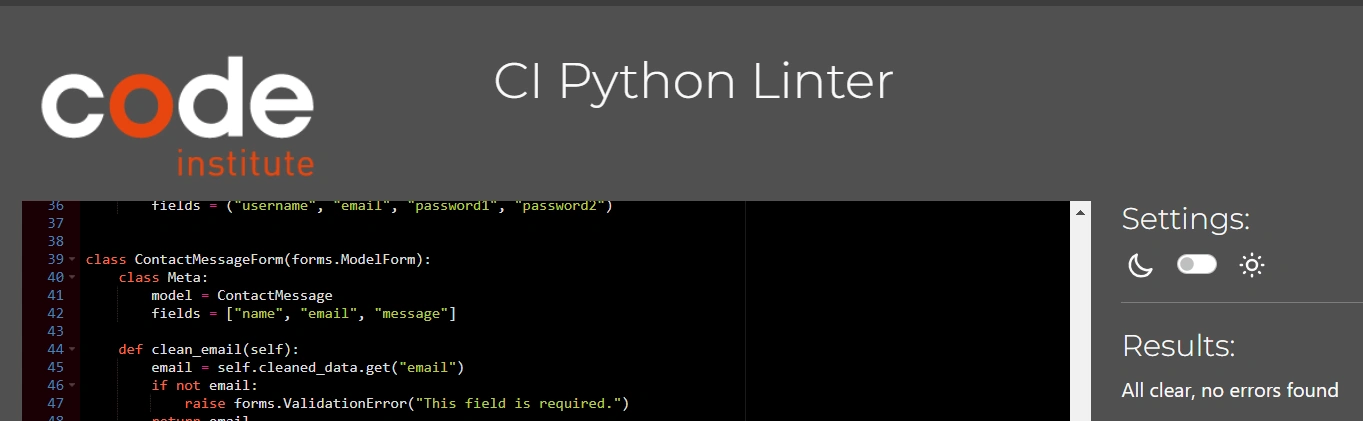 code
institute
CI Python Linter
36 fields = ("username", "email", "password1", "password2")
37
38
39 class ContactMessageForm(forms.ModelForm):
40 class Meta:
41 model = ContactMessage
42 fields = ["name", "email", "message"]
43
44 def clean_email(self):
45 email = self.cleaned_data.get("email")
46 if not email:
47 raise forms.ValidationError("This field is required.")
48 return email
Settings:
Results:
All clear, no errors found